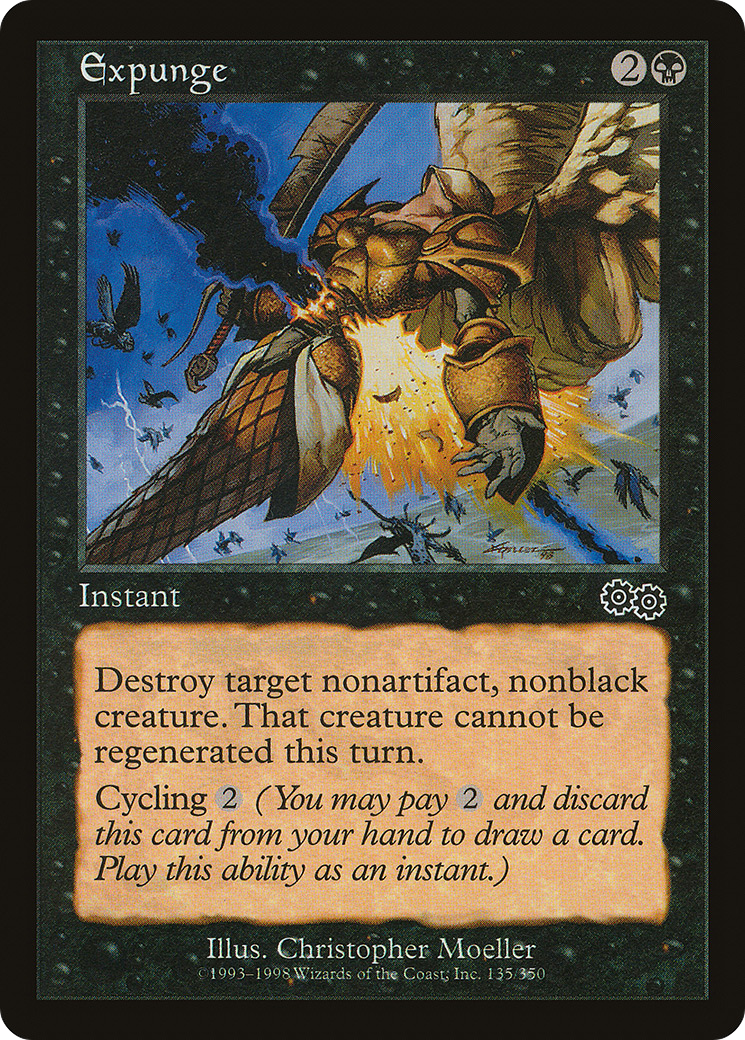 Expunge 2
Instant
Destroy target nonartifact, nonblack
creature. That creature cannot be
regenerated this turn.
Cycling 2 (You may pay 2 and discard
this card from your hand to draw a card.
Play this ability as an instant.)
Illus. Christopher Moeller
©1993–1998 Wizards of the Coast, Inc. 135/350